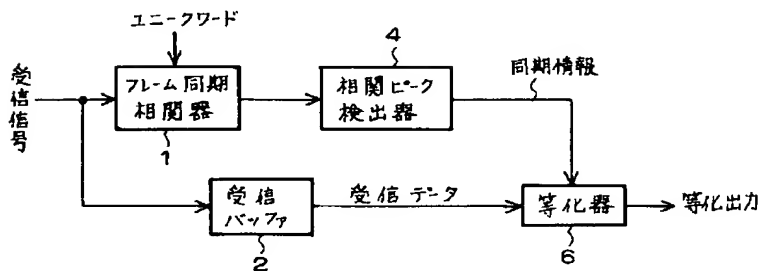 ユニークワード
受信信号
フレーム同期
相関器
1
4
相関ピーク
検出器
同期情報
受信
バッファ
2
受信データ
等化器
6
等化出力